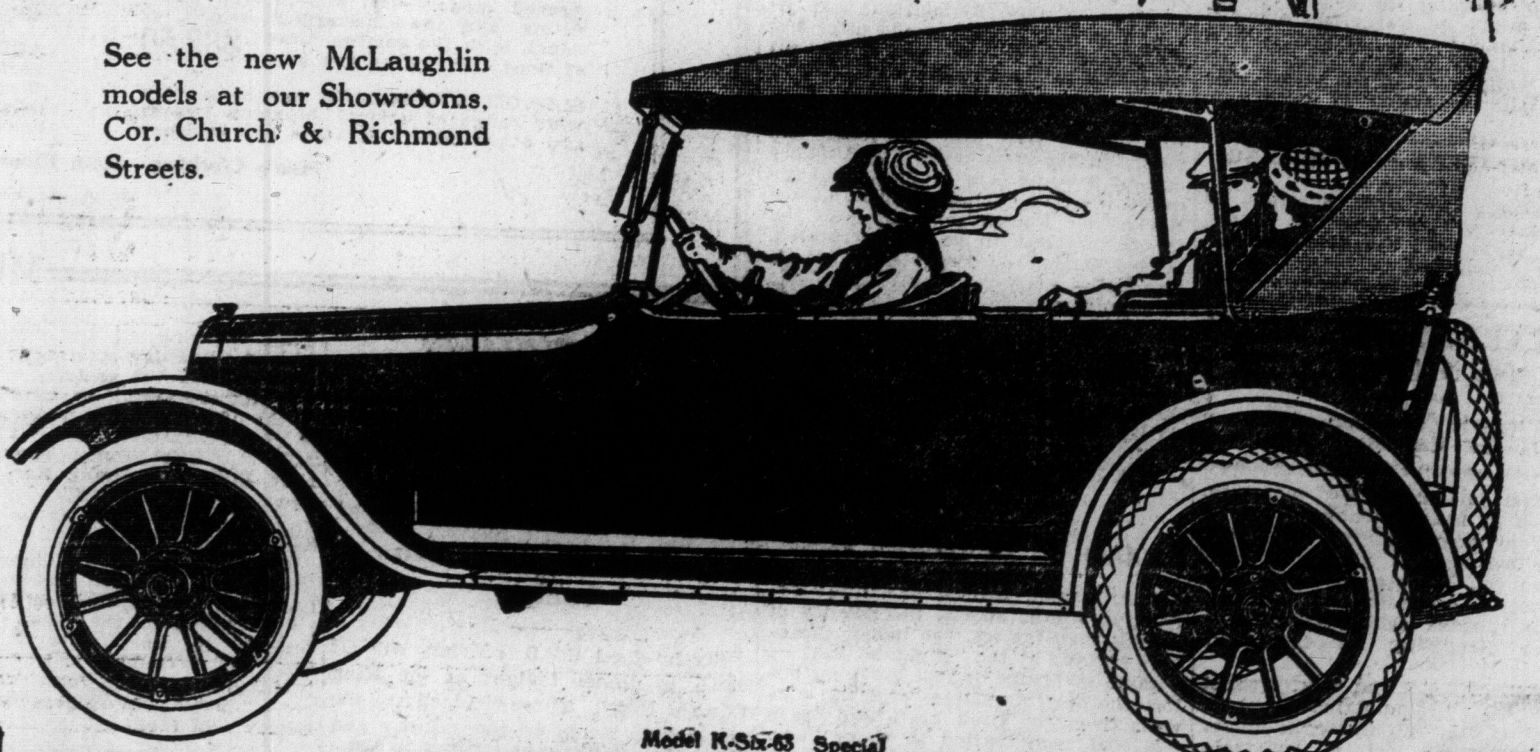 See the new McLaughlin
models at our Showrooms,
Cor. Church & Richmond
Streets.
Model K-Six-63 Special